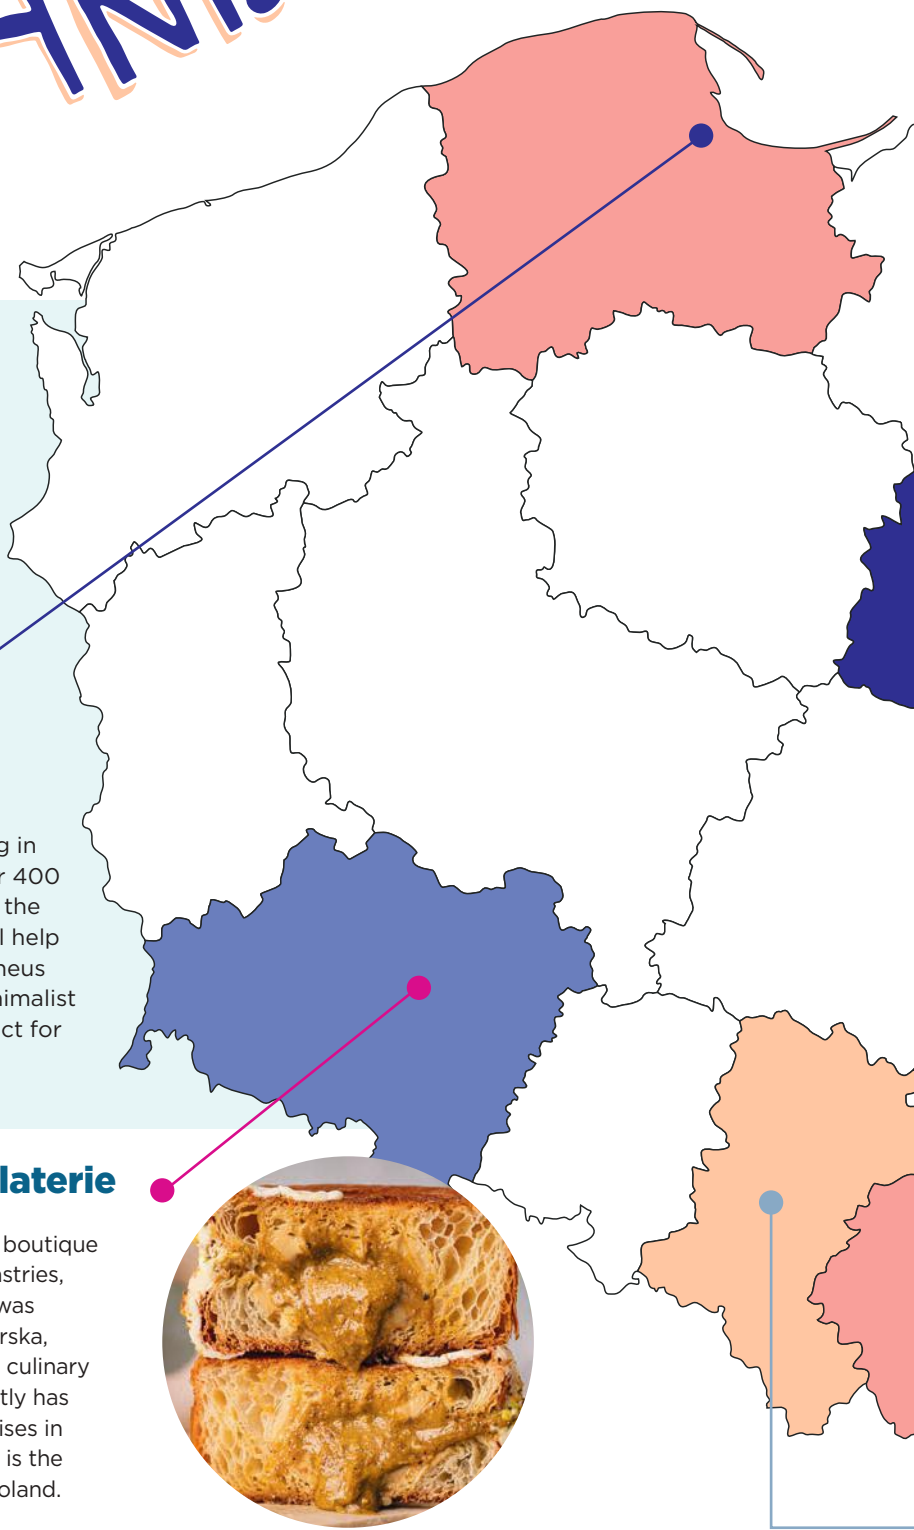 g in
r 400
the
l help
neus
nimalist
ct for
laterie
boutique
stries,
was
rska,
culinary
tly has
ises in
is the
oland.